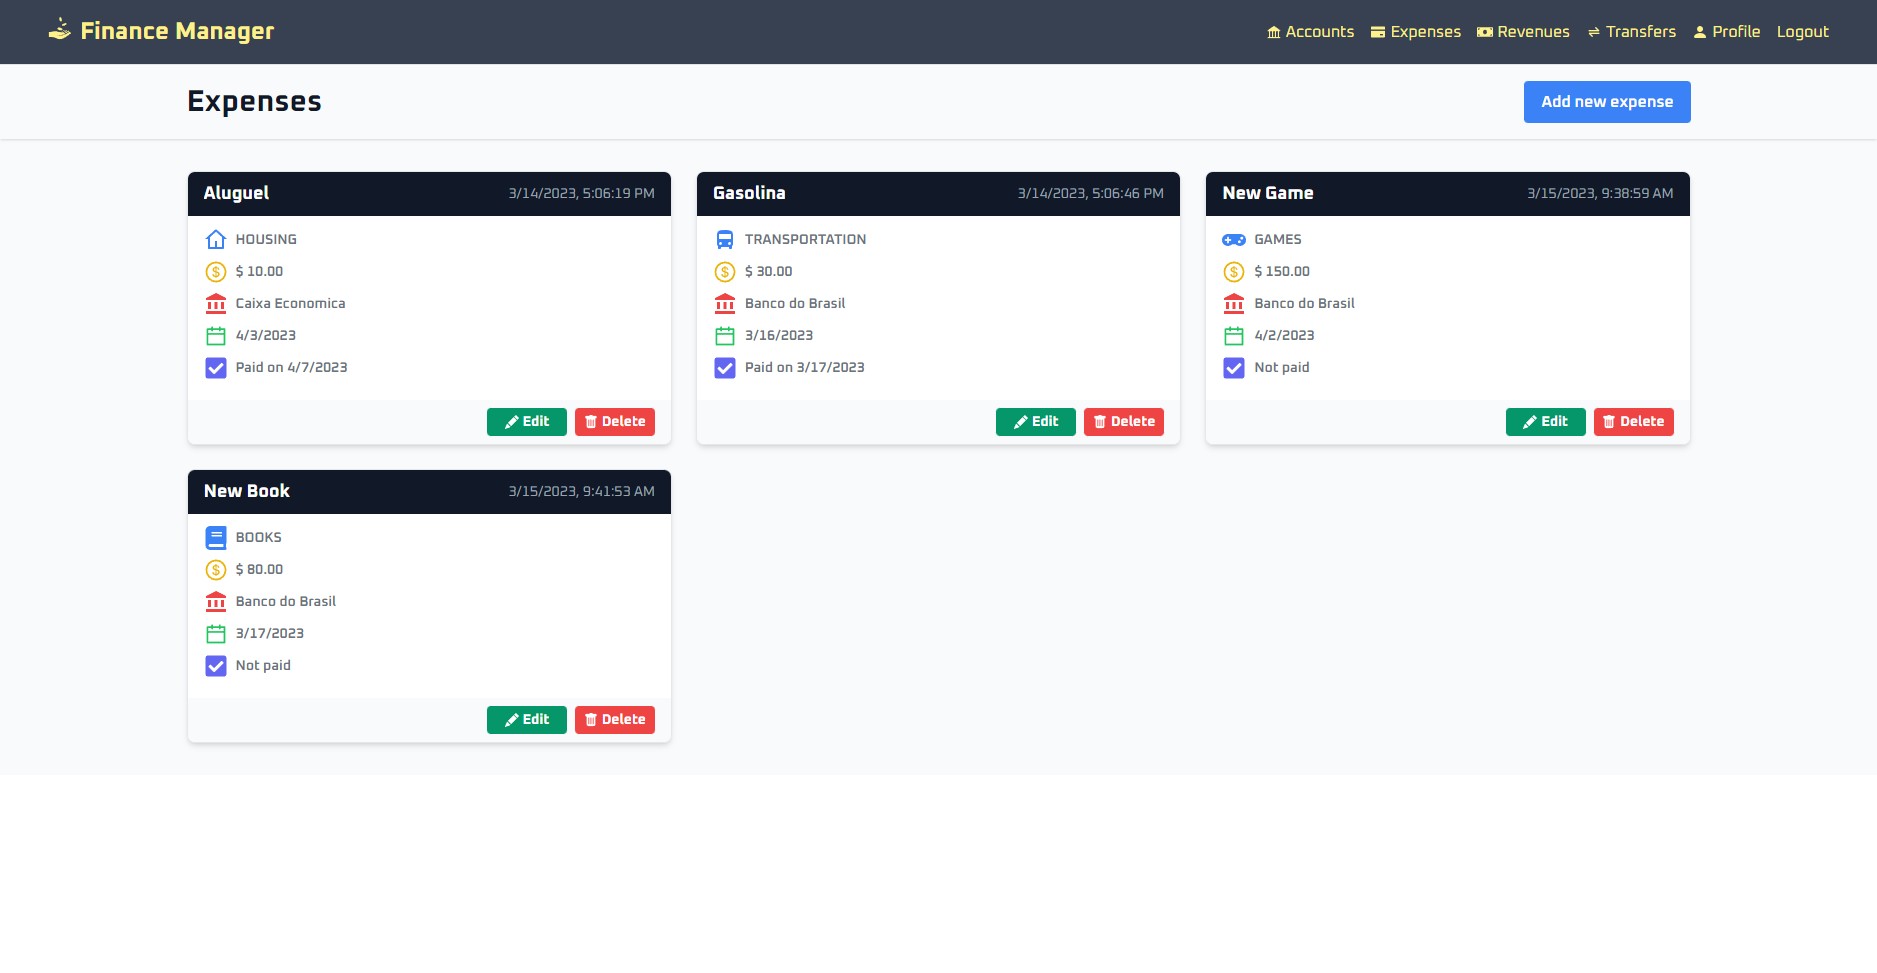 Finance Manager
Accounts Expenses Revenues Transfers Profile Logout
Expenses
Add new expense
Aluguel 3/14/2023, 5:06:19 PM
HOUSING
$ 10.00
Caixa Economica
4/3/2023
Paid on 4/7/2023
Edit Delete
Gasolina 3/14/2023, 5:06:46 PM
TRANSPORTATION
$ 30.00
Banco do Brasil
3/16/2023
Paid on 3/17/2023
Edit Delete
New Game 3/15/2023, 9:38:59 AM
GAMES
$ 150.00
Banco do Brasil
4/2/2023
Not paid
Edit Delete
New Book 3/15/2023, 9:41:53 AM
BOOKS
$ 80.00
Banco do Brasil
3/17/2023
Not paid
Edit Delete